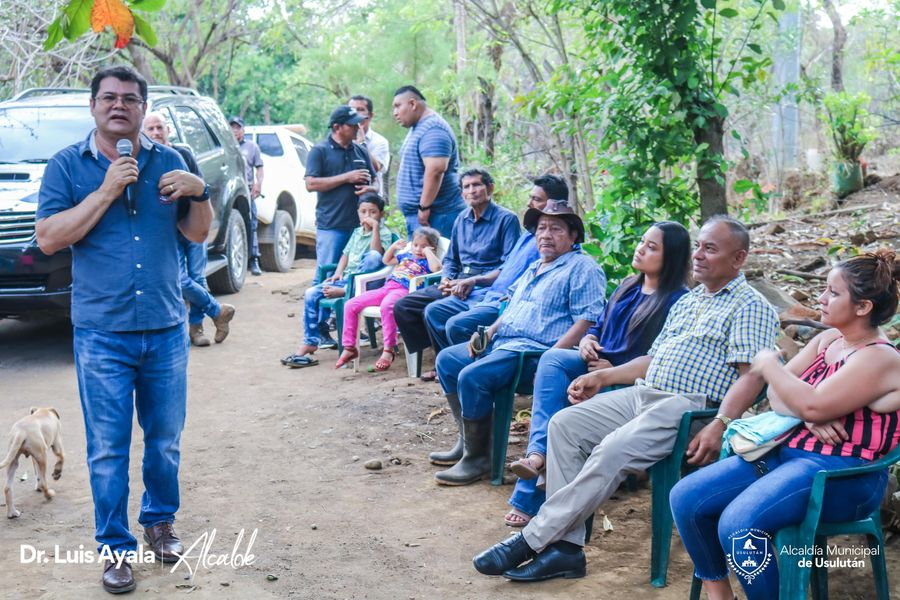 Dr. Luis Ayala Alcalde
Alcaldía Municipal
de Usulután